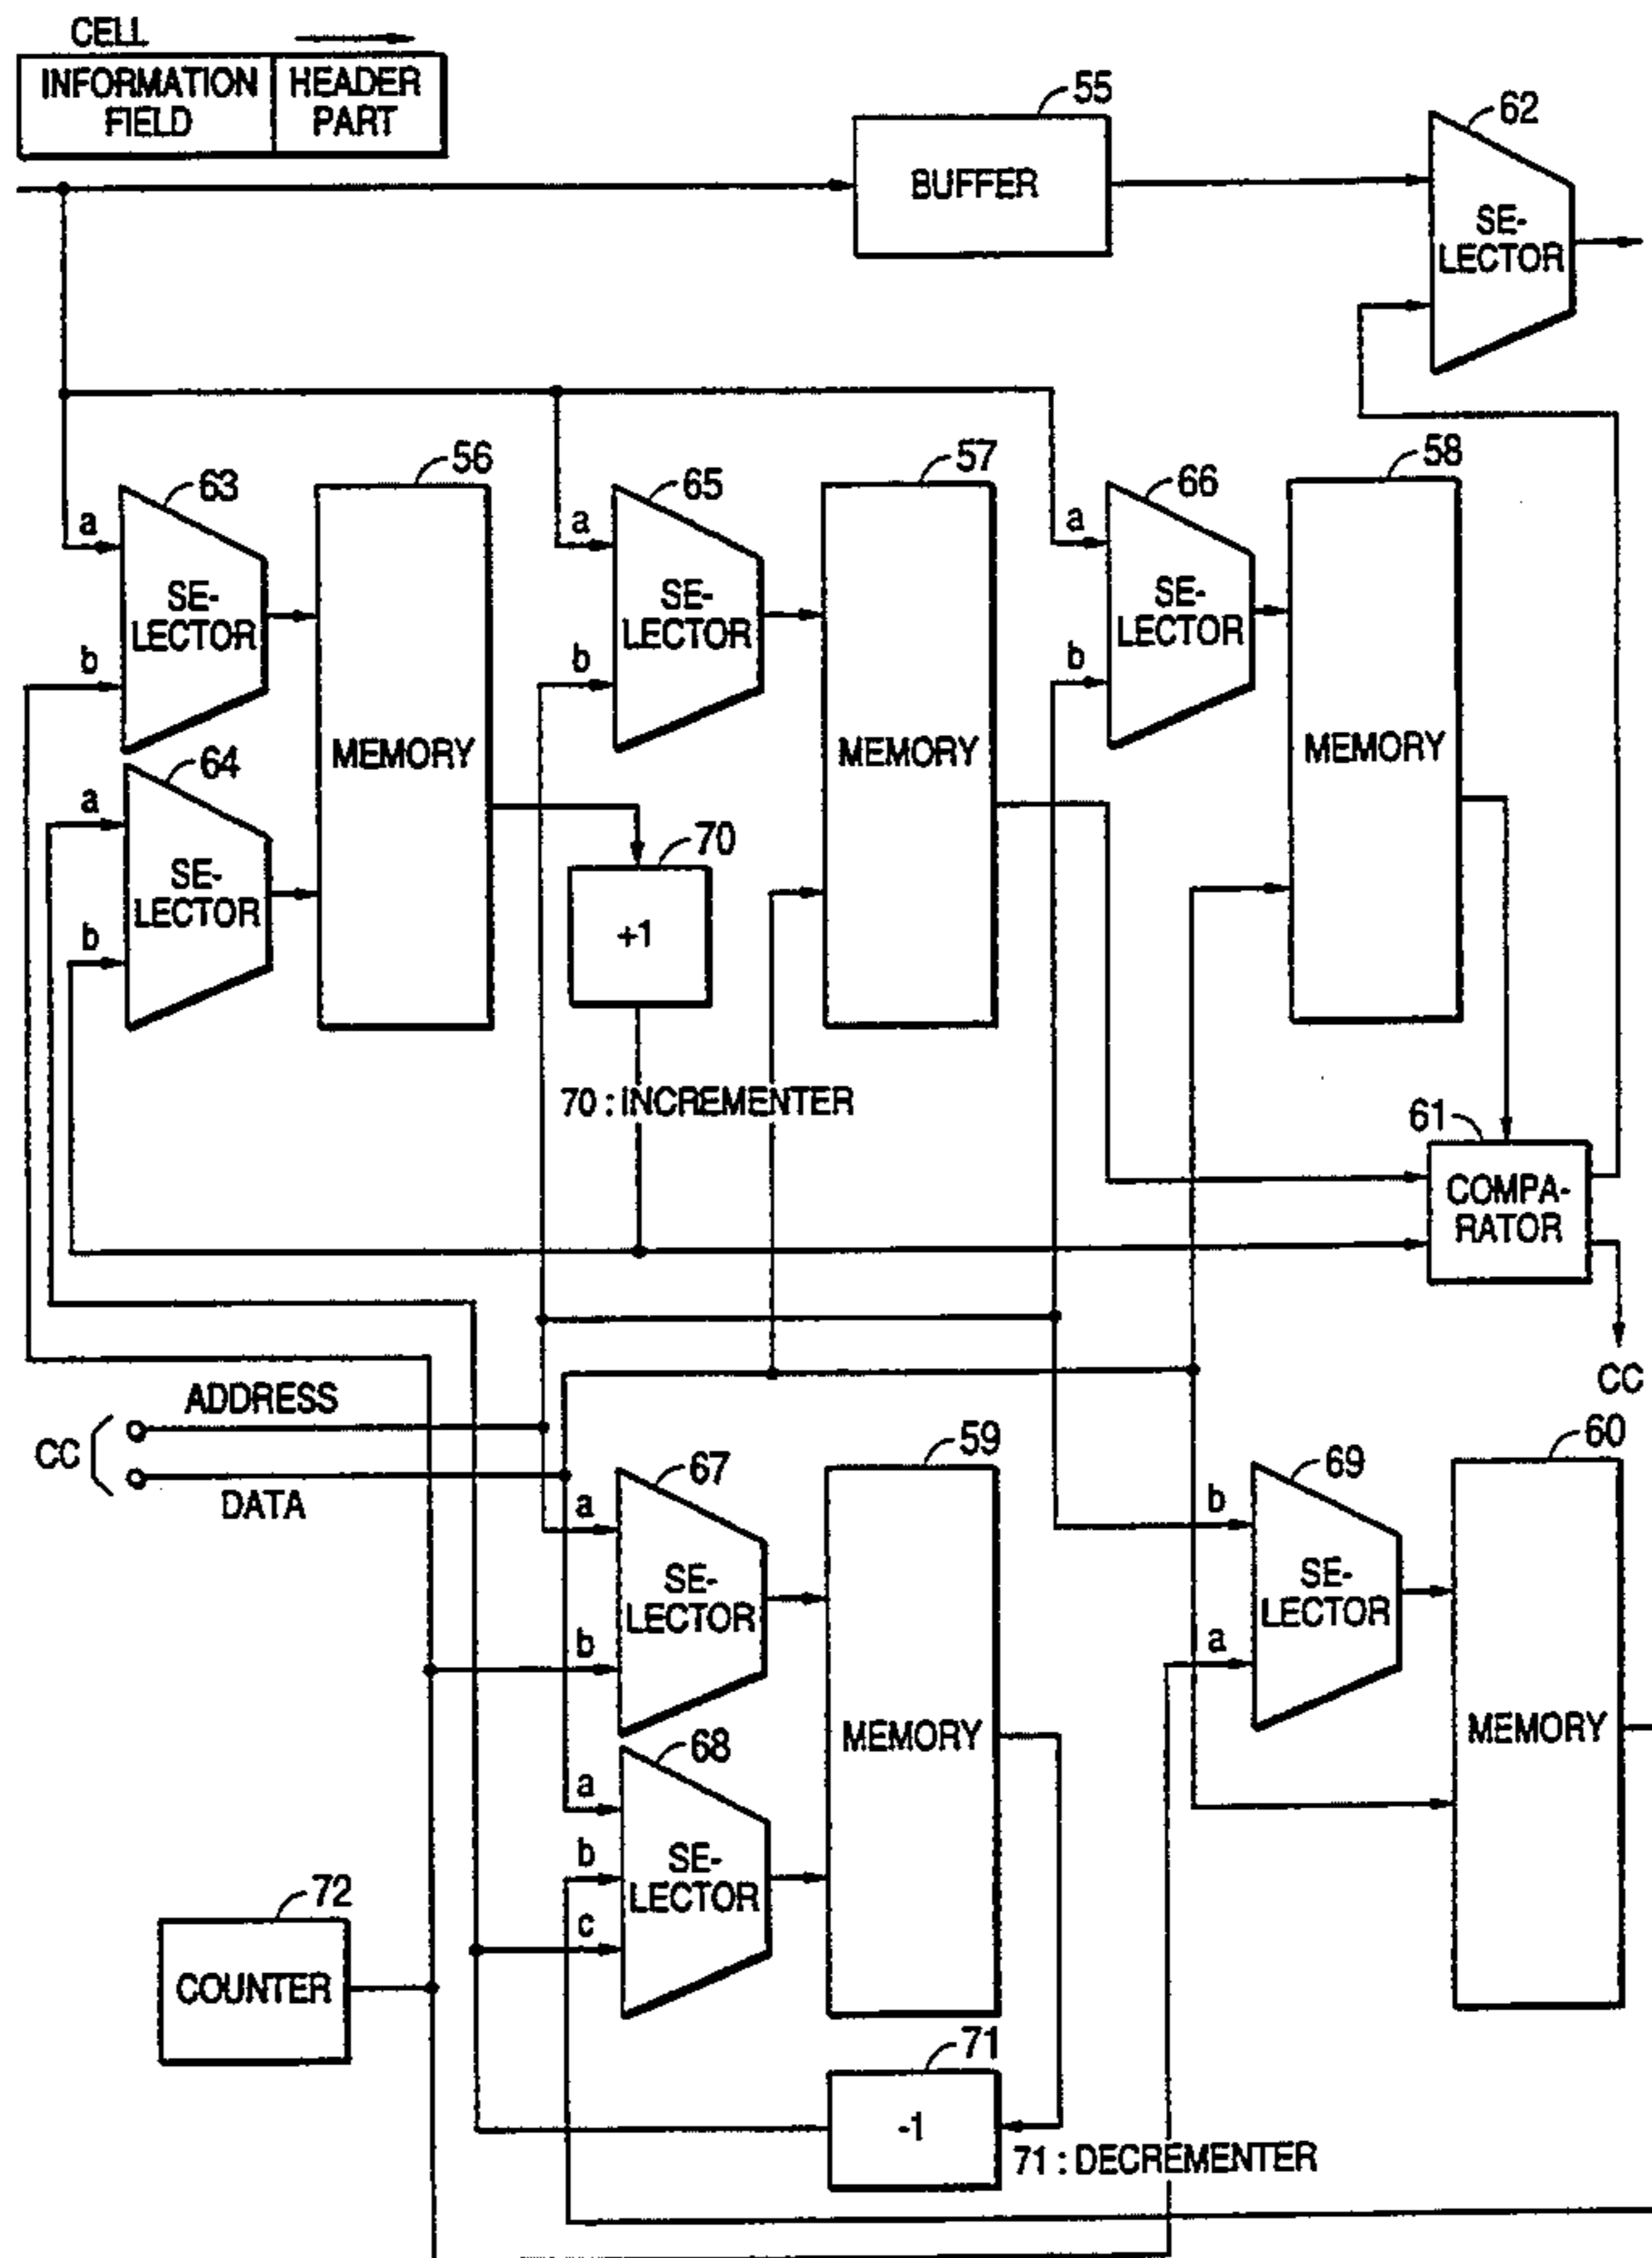 CELL
INFORMATION
FIELD
HEADER
PART
55
BUFFER
62
SE-
LECTOR
63
a
b
SE-
LECTOR
56
MEMORY
65
a
b
SE-
LECTOR
57
MEMORY
66
a
b
SE-
LECTOR
58
MEMORY
64
a
b
SE-
LECTOR
70
+1
70 : INCREMENTER
61
COMPA-
RATOR
CC
CC
ADDRESS
DATA
67
a
b
SE-
LECTOR
59
MEMORY
69
b
a
SE-
LECTOR
60
MEMORY
68
a
b
c
SE-
LECTOR
72
COUNTER
71
-1
71 : DECREMENTER